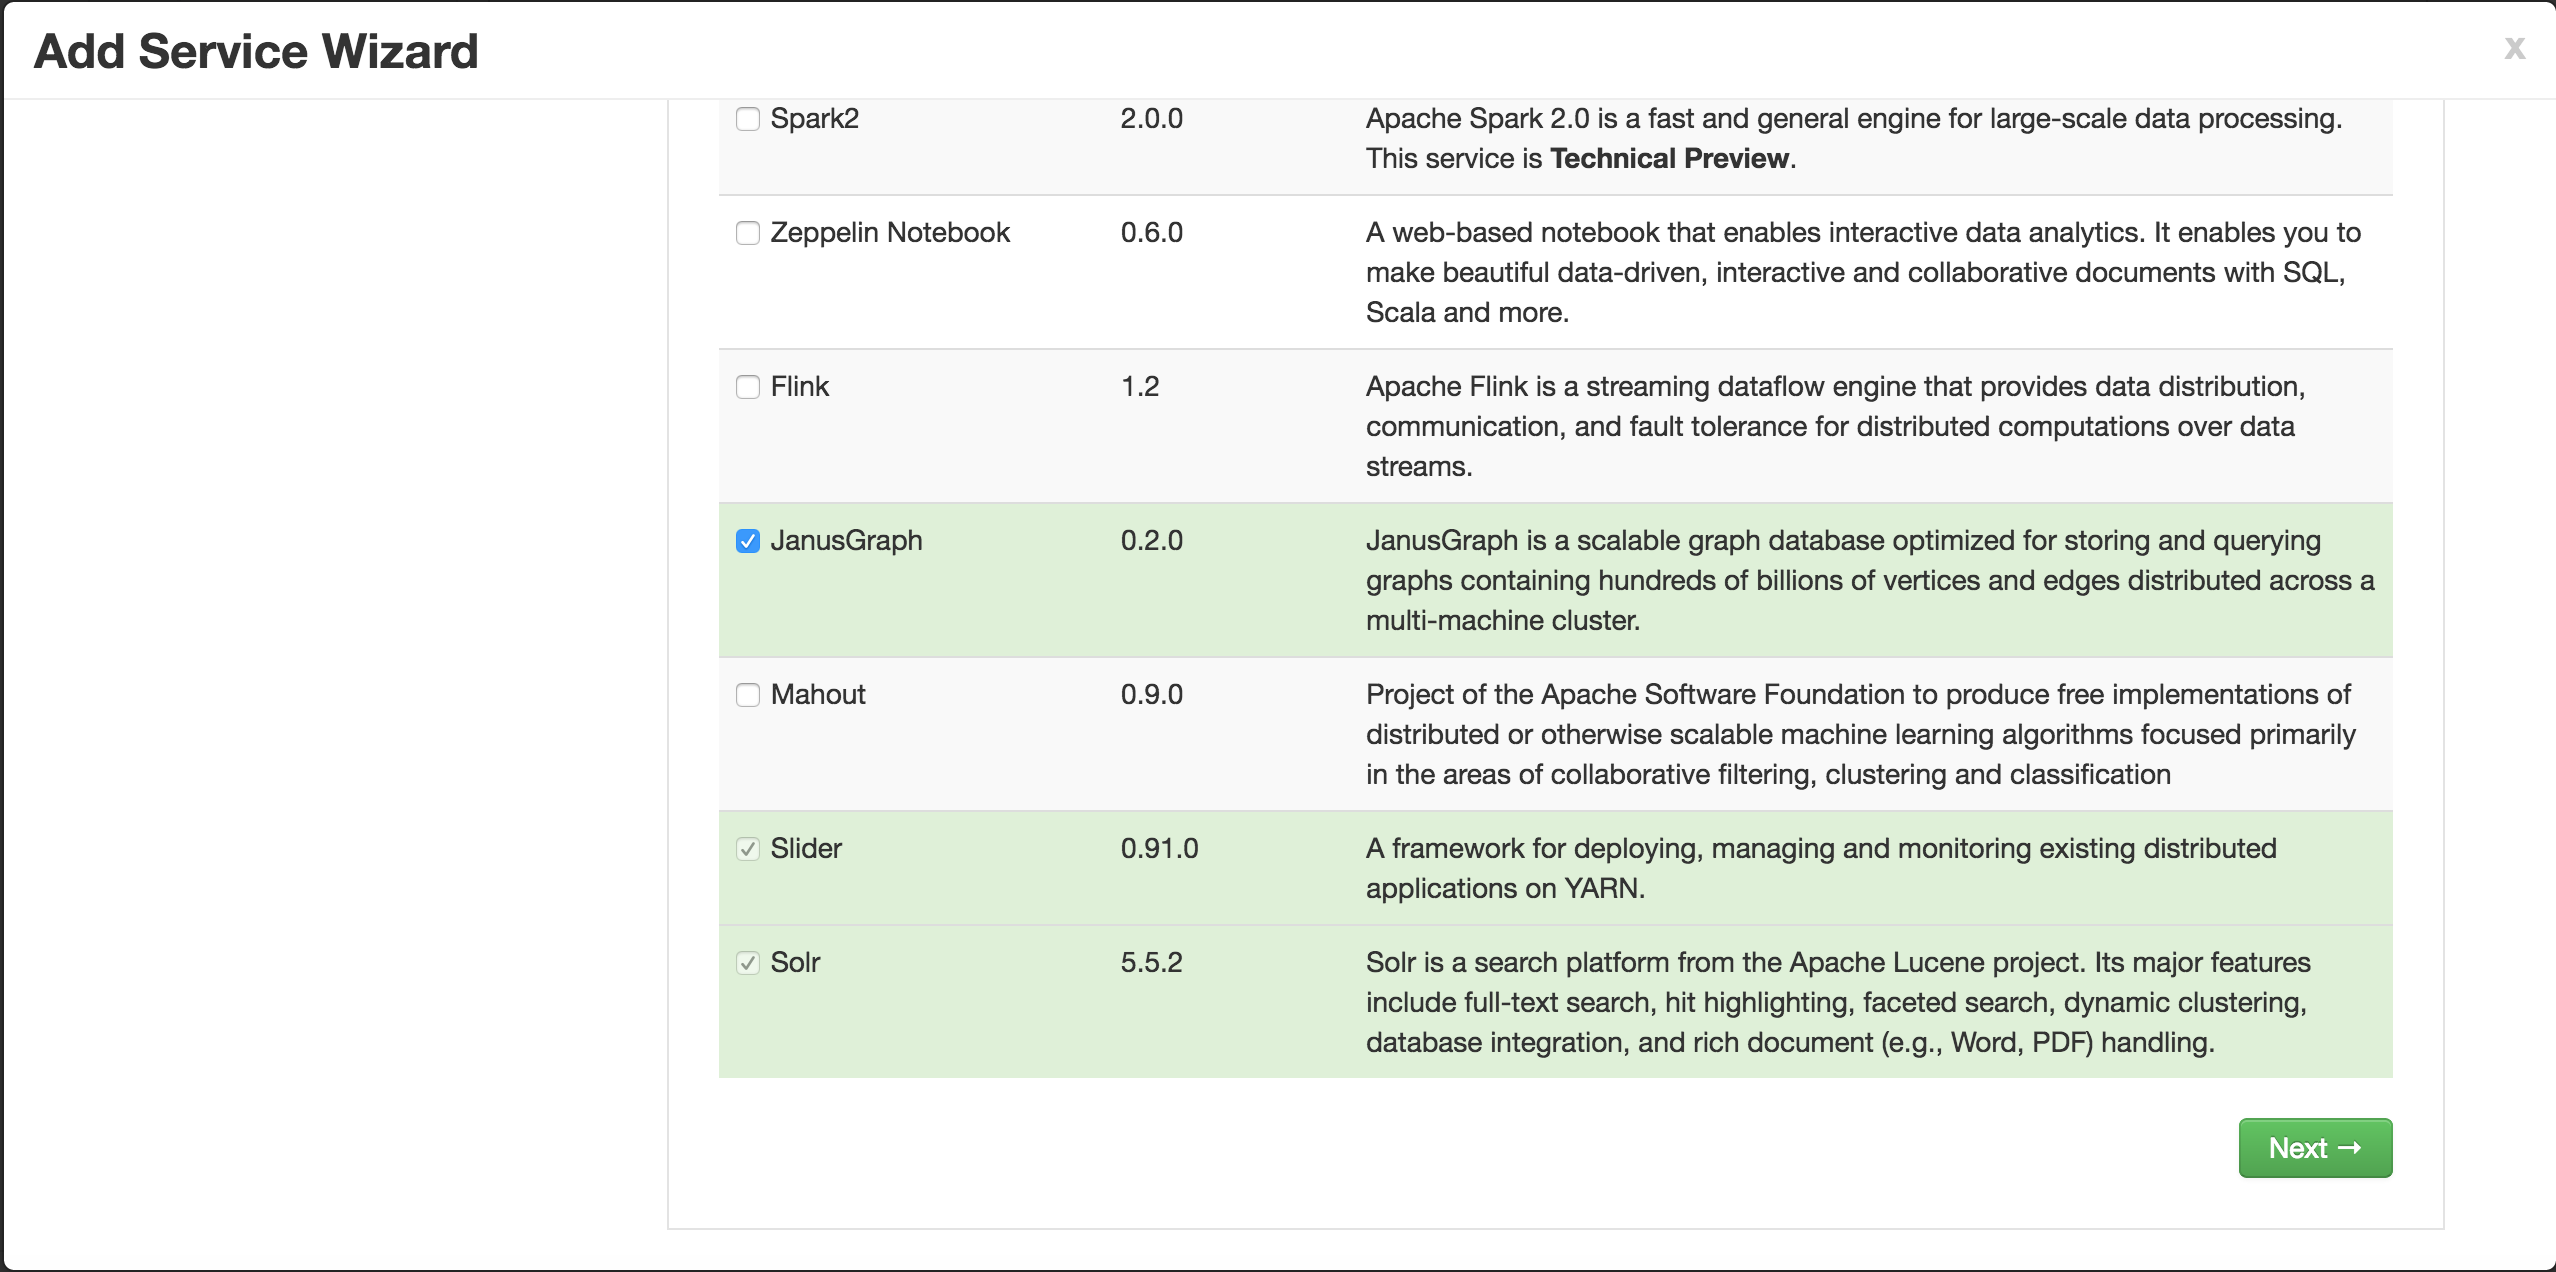 Add Service Wizard
x
Spark2 2.0.0 Apache Spark 2.0 is a fast and general engine for large-scale data processing.
This service is Technical Preview.
Zeppelin Notebook 0.6.0 A web-based notebook that enables interactive data analytics. It enables you to
make beautiful data-driven, interactive and collaborative documents with SQL,
Scala and more.
Flink 1.2 Apache Flink is a streaming dataflow engine that provides data distribution,
communication, and fault tolerance for distributed computations over data
streams.
JanusGraph 0.2.0 JanusGraph is a scalable graph database optimized for storing and querying
graphs containing hundreds of billions of vertices and edges distributed across a
multi-machine cluster.
Mahout 0.9.0 Project of the Apache Software Foundation to produce free implementations of
distributed or otherwise scalable machine learning algorithms focused primarily
in the areas of collaborative filtering, clustering and classification
Slider 0.91.0 A framework for deploying, managing and monitoring existing distributed
applications on YARN.
Solr 5.5.2 Solr is a search platform from the Apache Lucene project. Its major features
include full-text search, hit highlighting, faceted search, dynamic clustering,
database integration, and rich document (e.g., Word, PDF) handling.
Next →